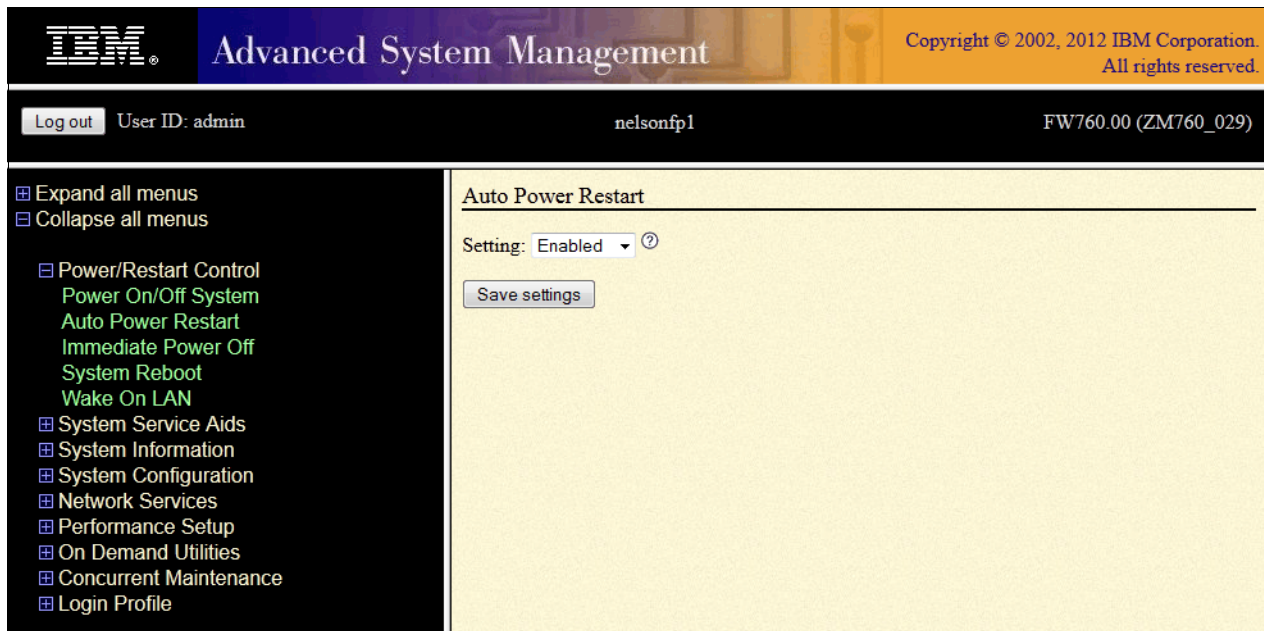 IBM®
Advanced System Management
Copyright © 2002, 2012 IBM Corporation.
All rights reserved.
Log out User ID: admin
nelsonfp1
FW760.00 (ZM760_029)
Expand all menus
Collapse all menus
Power/Restart Control
Power On/Off System
Auto Power Restart
Immediate Power Off
System Reboot
Wake On LAN
System Service Aids
System Information
System Configuration
Network Services
Performance Setup
On Demand Utilities
Concurrent Maintenance
Login Profile
Auto Power Restart
Setting: Enabled ?
Save settings